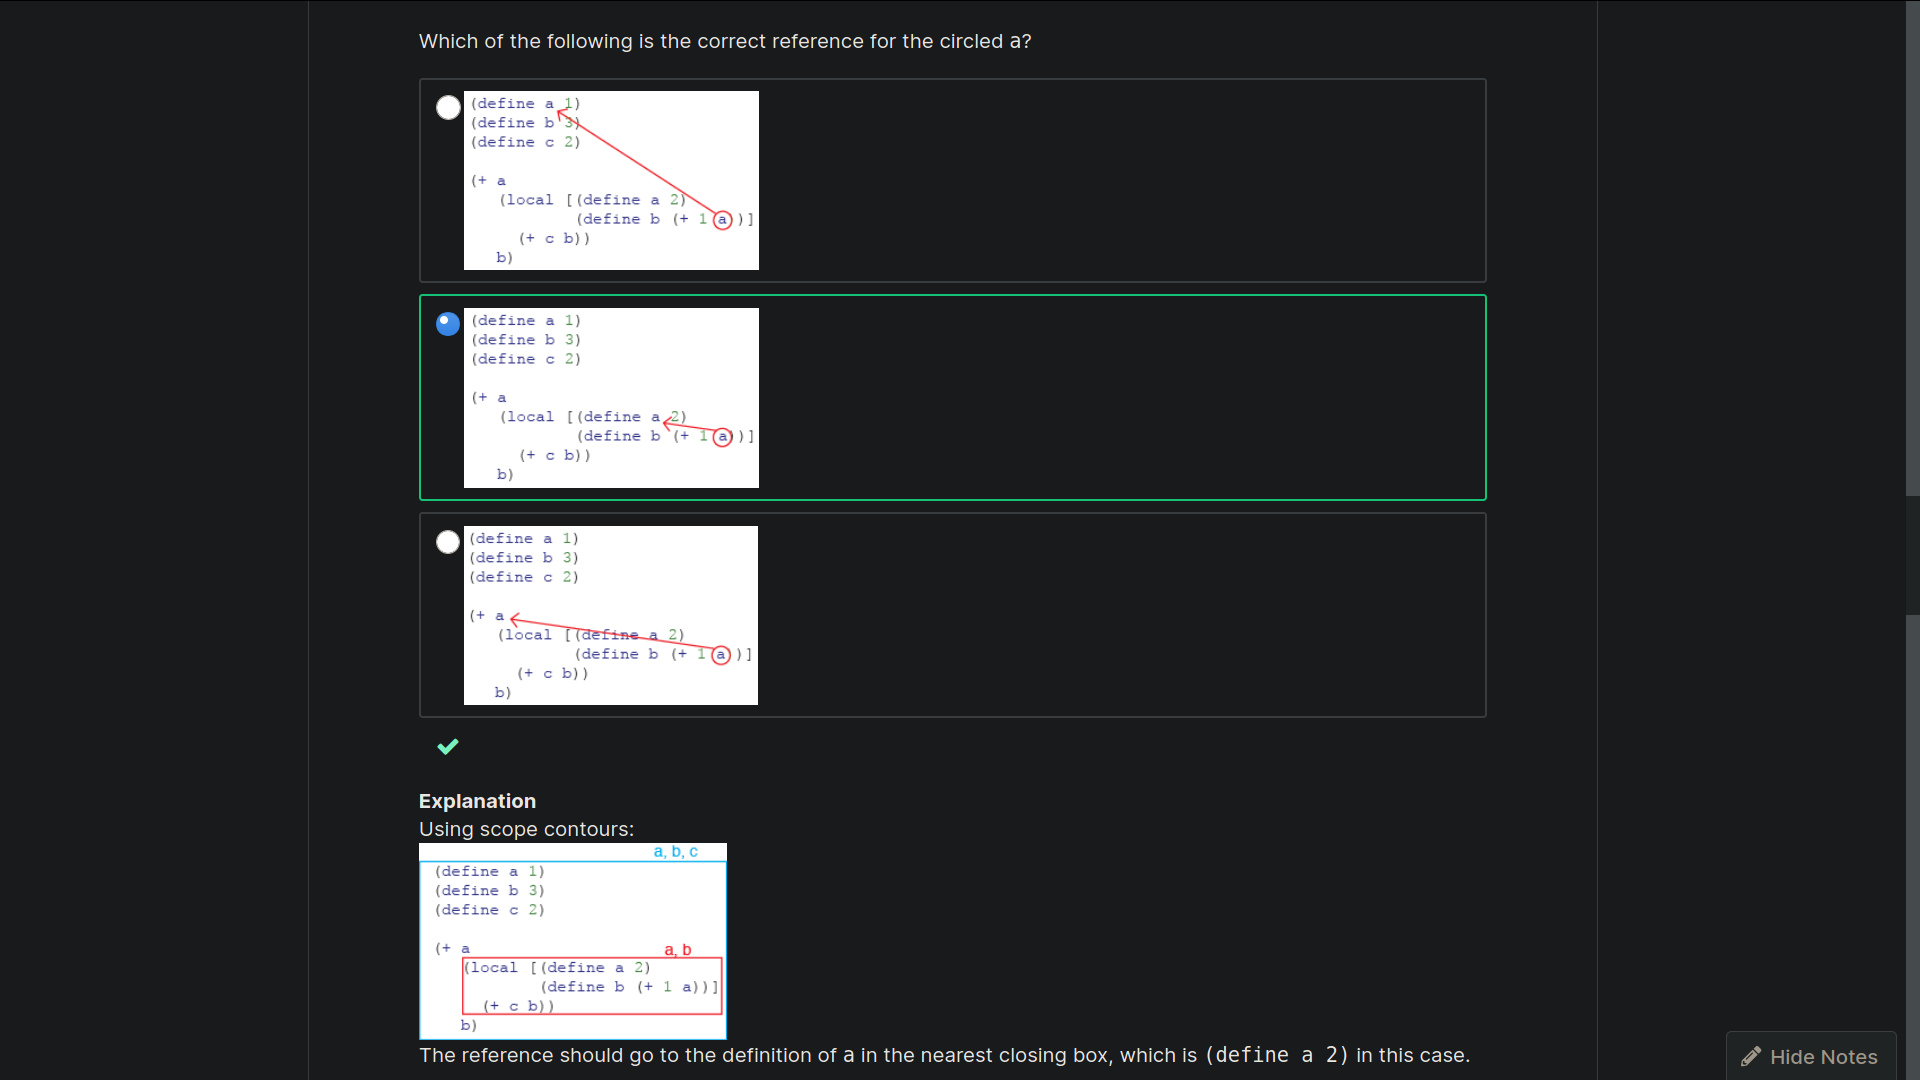 Which of the following is the correct reference for the circled a?
(define a 1)
(define b 3)
(define c 2)
(+ a
(local [(define a 2)
(define b (+ 1 a))]
(+ c b))
b)
(define a 1)
(define b 3)
(define c 2)
(+ a
(local [(define a 2)
(define b (+ 1 a))]
(+ c b))
b)
(define a 1)
(define b 3)
(define c 2)
(+ a
(local [(define a 2)
(define b (+ 1 a))]
(+ c b))
b)
Explanation
Using scope contours:
a, b, c
(define a 1)
(define b 3)
(define c 2)
(+ a
a, b
(local [(define a 2)
(define b (+ 1 a))]
(+ c b))
b)
The reference should go to the definition of a in the nearest closing box, which is (define a 2) in this case.
Hide Notes